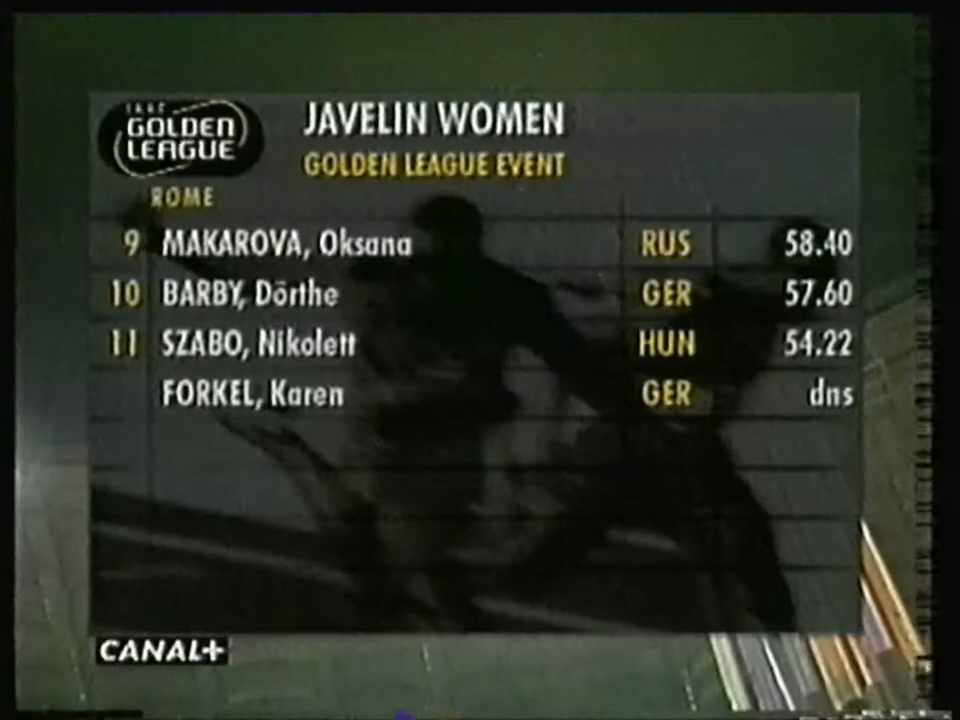 IAAF
GOLDEN
LEAGUE
JAVELIN WOMEN
GOLDEN LEAGUE EVENT
ROME
9 MAKAROVA, Oksana RUS 58.40
10 BARBY, Dörthe GER 57.60
11 SZABO, Nikolett HUN 54.22
FORKEL, Karen GER dns
CANAL+